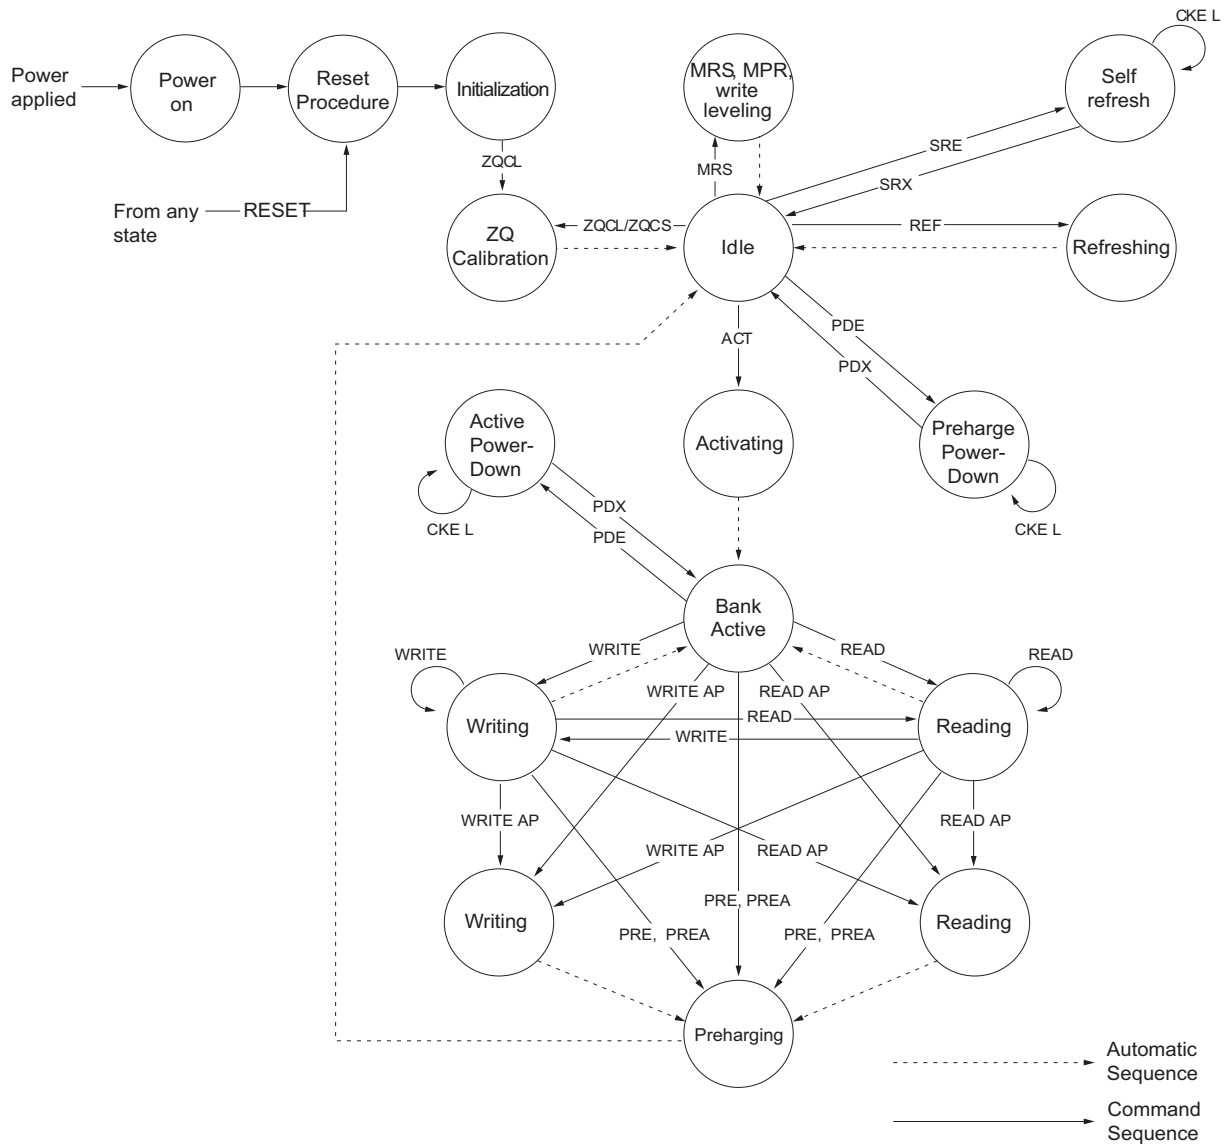 CKE L
Power
applied
Power
on
Reset
Procedure
Initialization
MRS, MPR,
write
leveling
Self
refresh
ZQCL
MRS
SRE
SRX
From any
state
RESET
ZQ
Calibration
ZQCL/ZQCS
Idle
REF
Refreshing
ACT
PDE
PDX
Active
Power-
Down
Activating
Preharge
Power-
Down
CKE L
PDX
PDE
CKE L
Bank
Active
WRITE
WRITE
READ
READ
WRITE AP
READ AP
Writing
READ
WRITE
Reading
WRITE AP
WRITE AP
READ AP
READ AP
Writing
PRE, PREA
Reading
PRE, PREA
PRE, PREA
Preharging
Automatic
Sequence
Command
Sequence